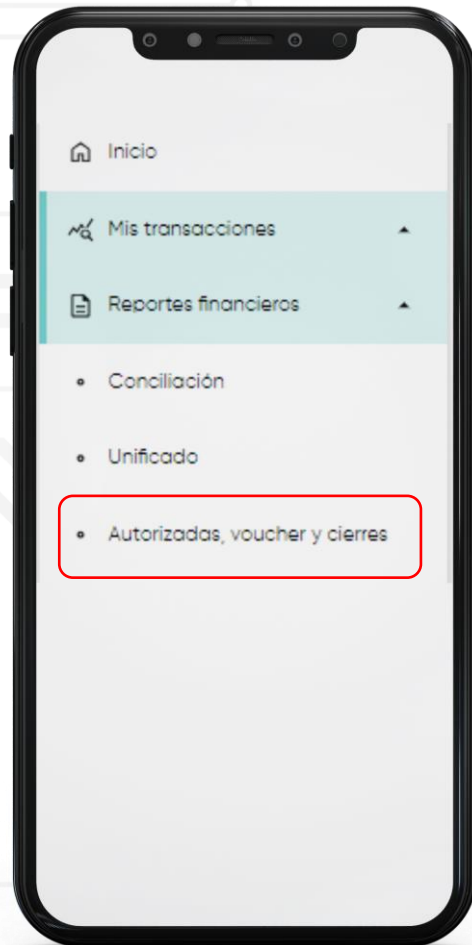 Inicio
Mis transacciones
Reportes financieros
Conciliación
Unificado
Autorizadas, voucher y cierres